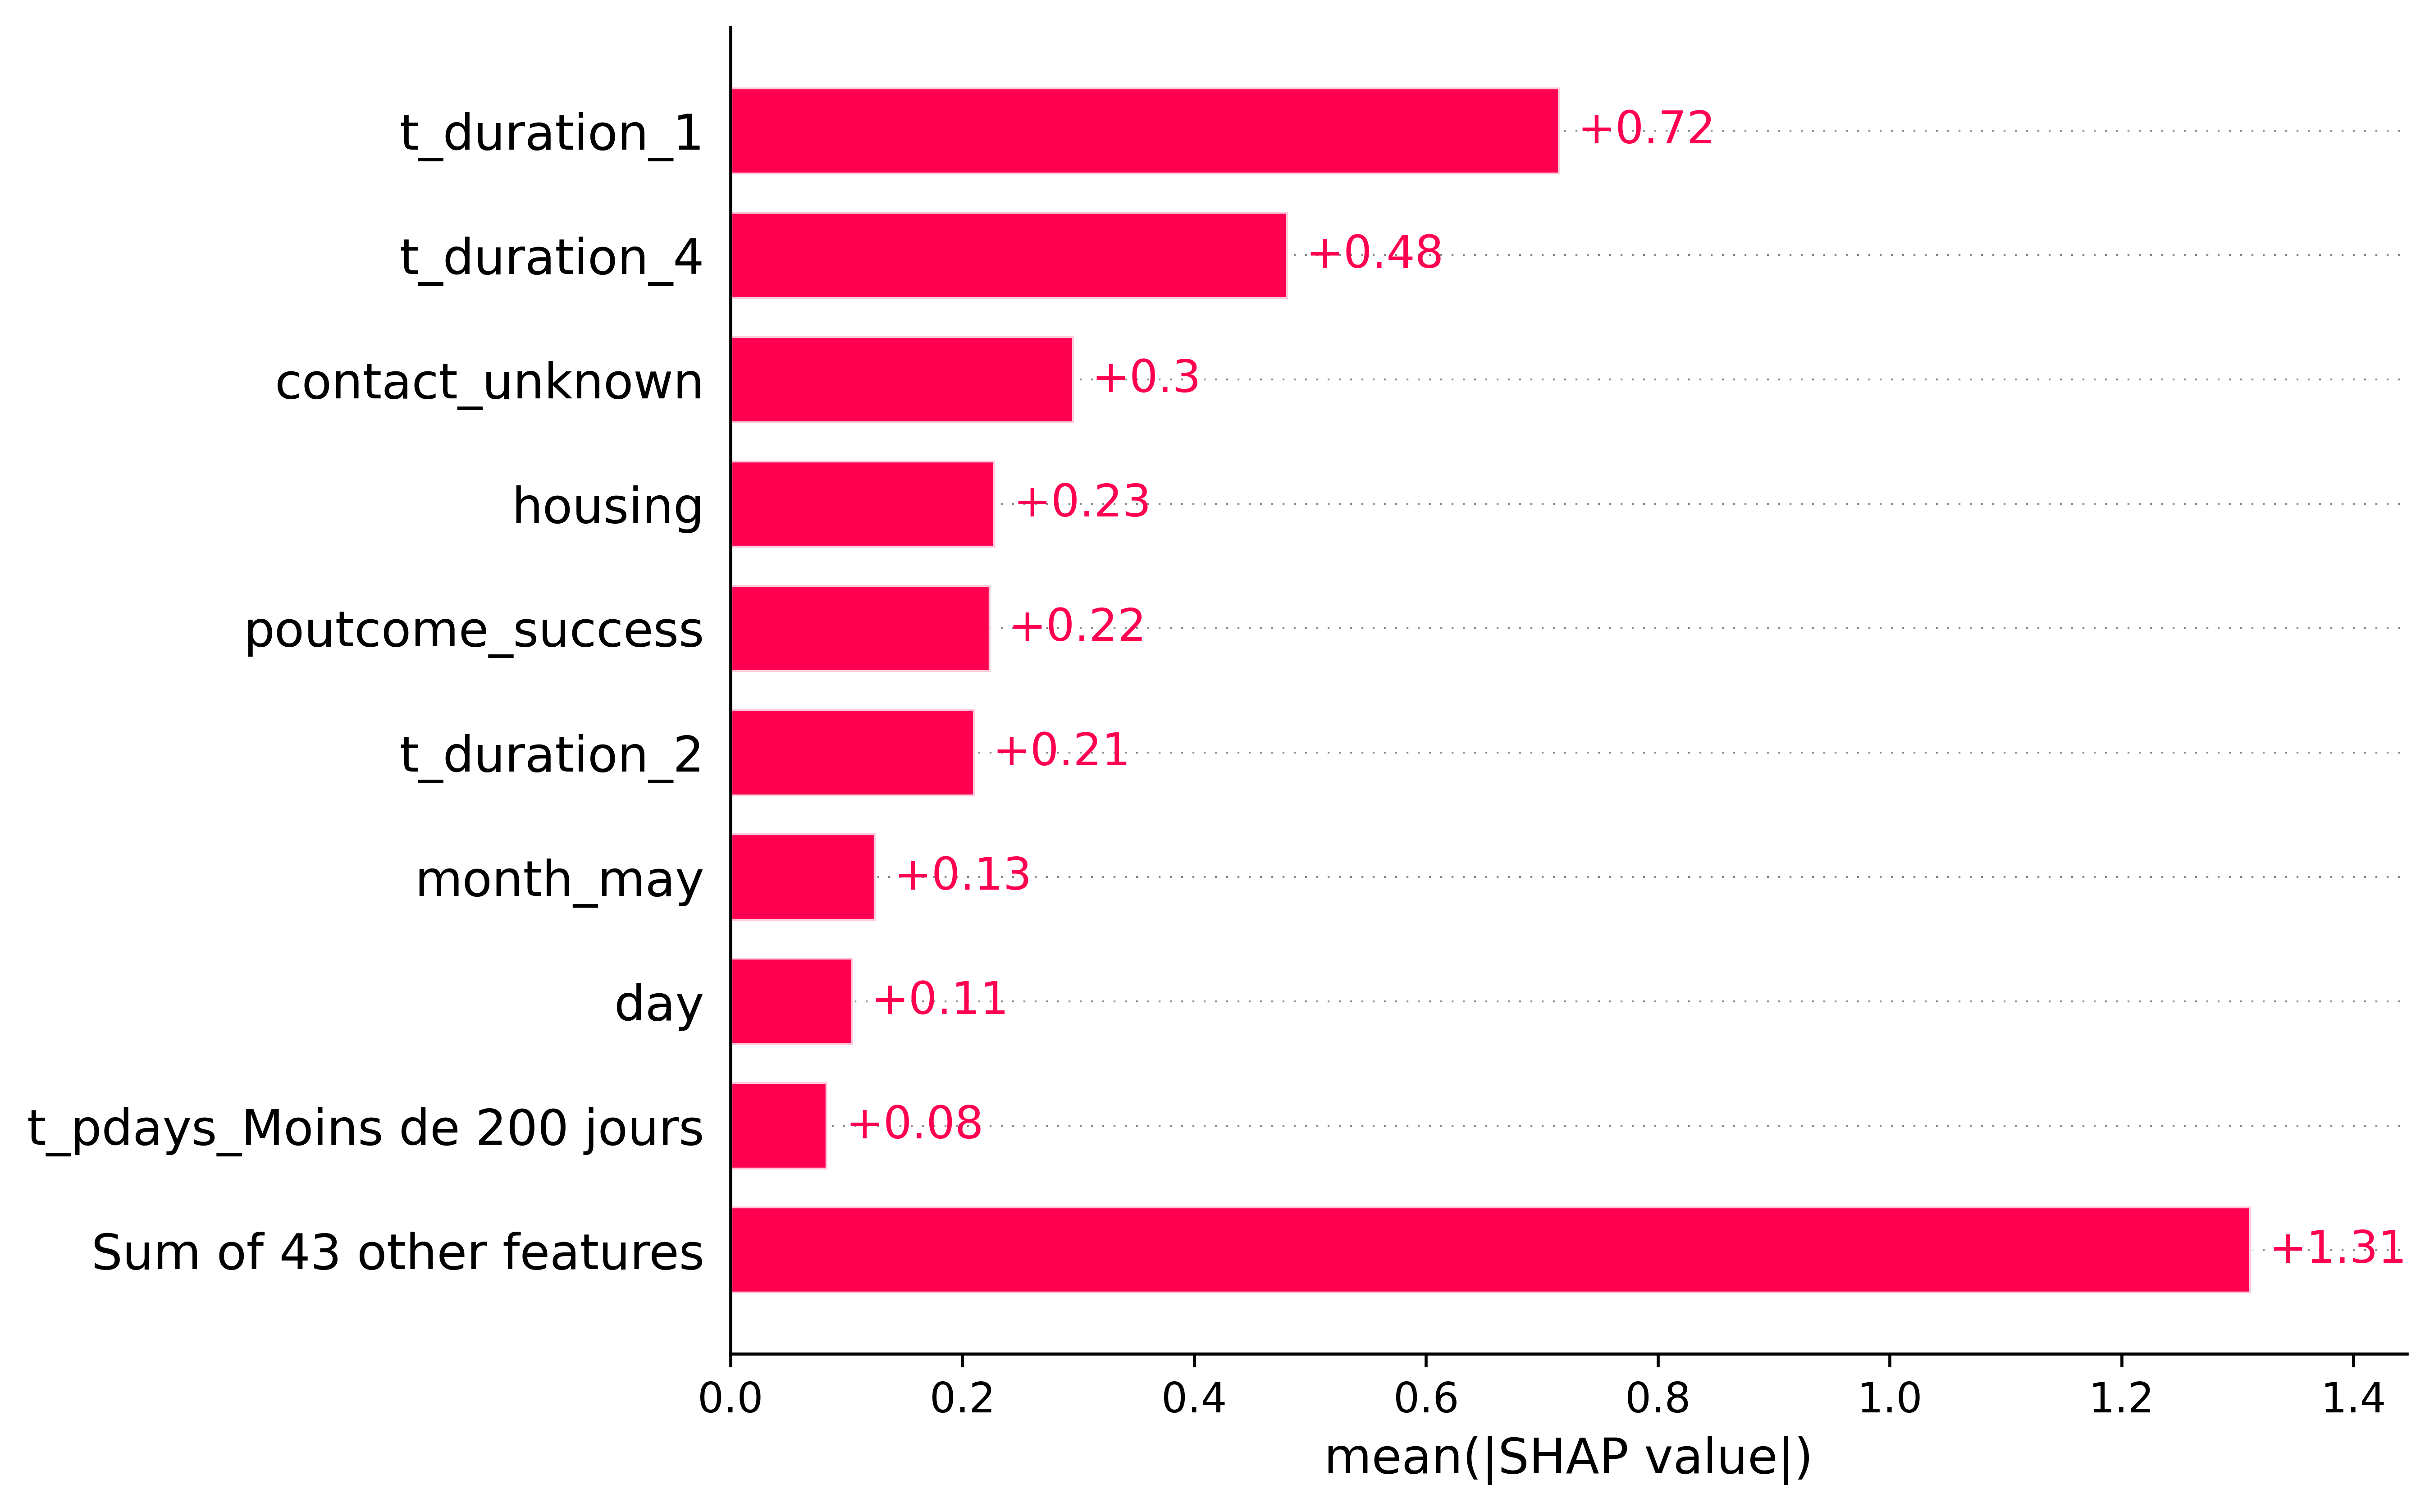 t_duration_1 +0.72
t_duration_4 +0.48
contact_unknown +0.3
housing +0.23
poutcome_success +0.22
t_duration_2 +0.21
month_may +0.13
day +0.11
t_pdays_Moins de 200 jours +0.08
Sum of 43 other features +1.31
0.0 0.2 0.4 0.6 0.8 1.0 1.2 1.4
mean(|SHAP value|)